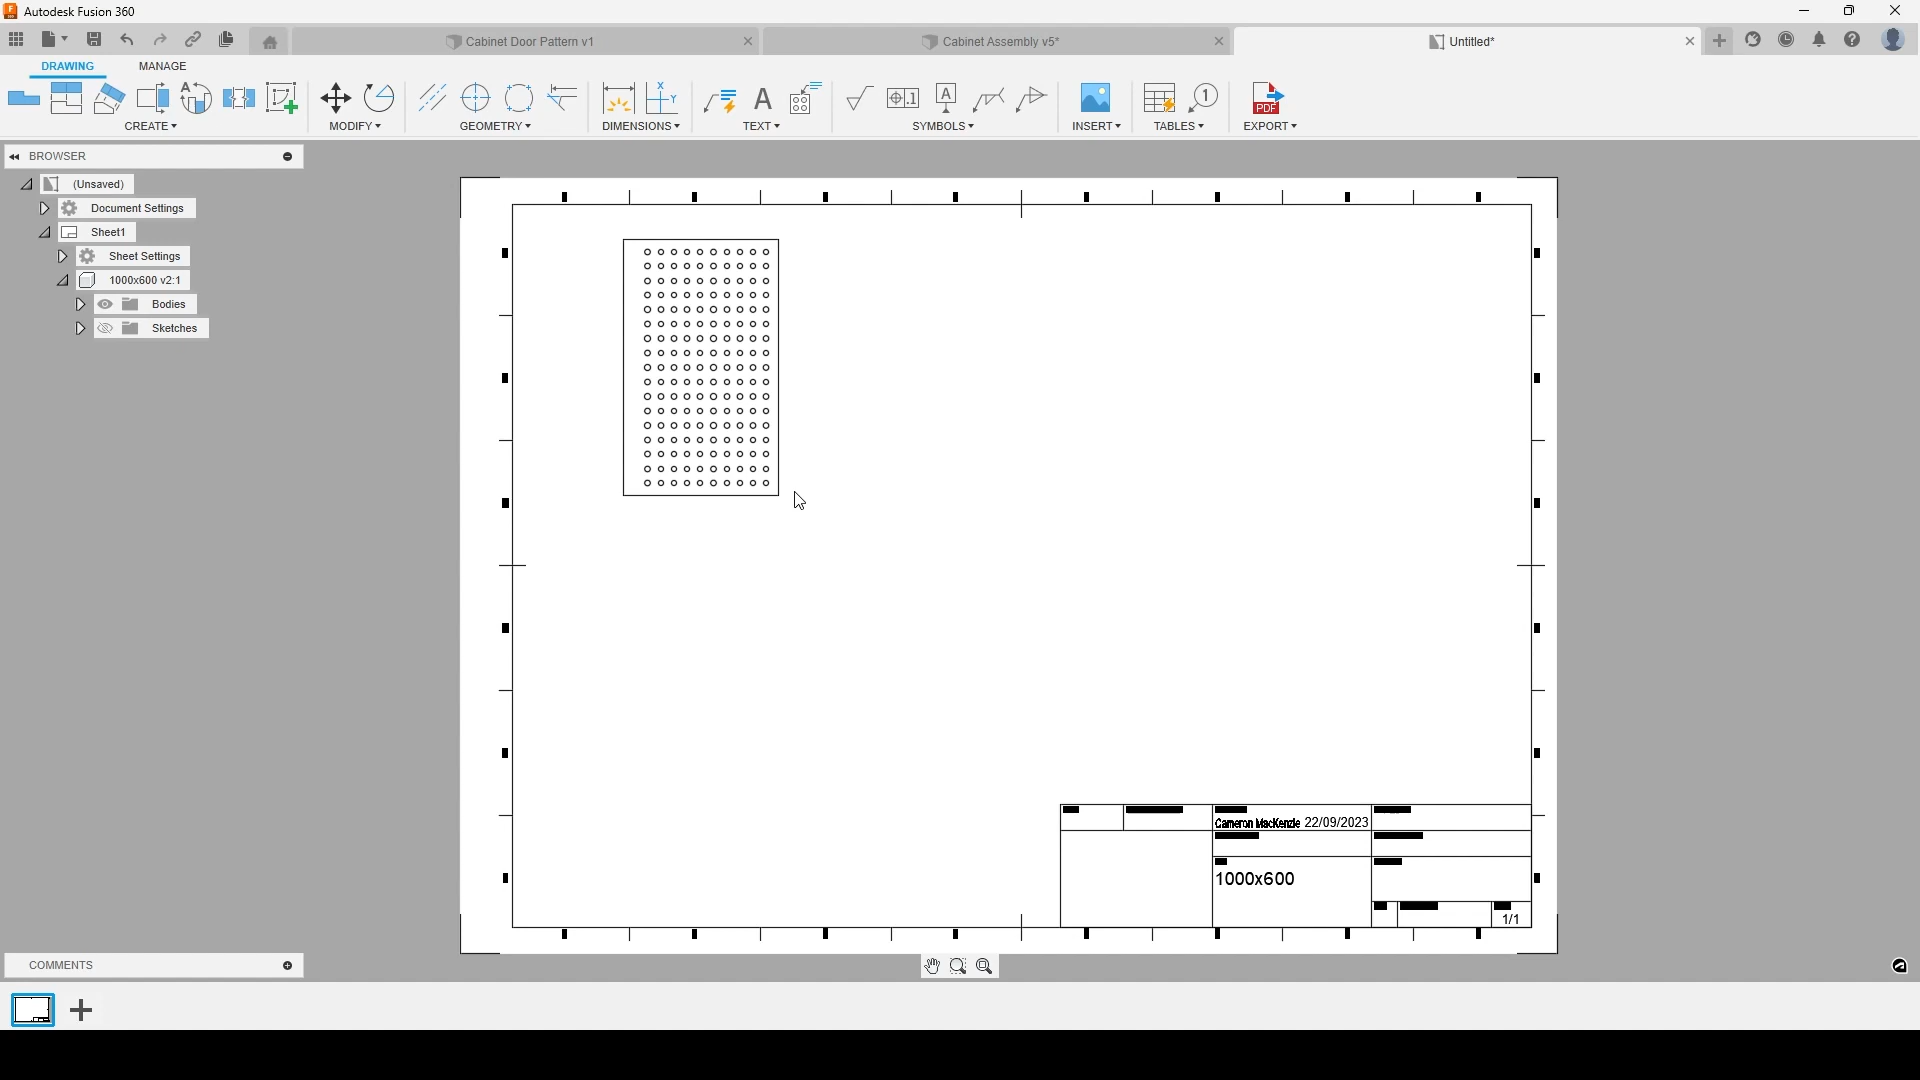 Autodesk Fusion 360
Cabinet Door Pattern v1
Cabinet Assembly v5*
Untitled*
DRAWING
MANAGE
CREATE
MODIFY
GEOMETRY
DIMENSIONS
TEXT
SYMBOLS
INSERT
TABLES
EXPORT
BROWSER
(Unsaved)
Document Settings
Sheet1
Sheet Settings
1000x600 v2:1
Bodies
Sketches
Cameron MacKenzie 22/09/2023
1000x600
1/1
COMMENTS